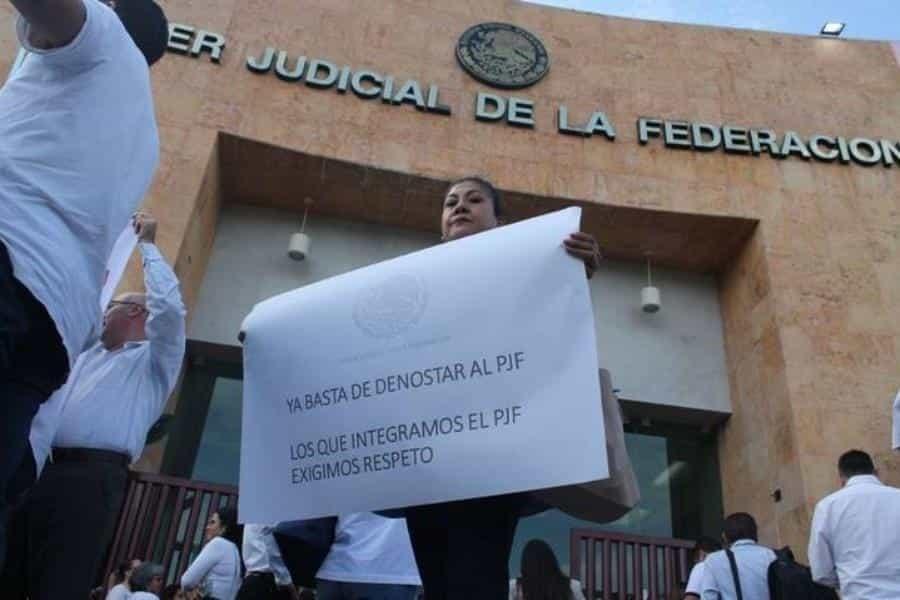 ER JUDICIAL DE LA FEDERACION
YA BASTA DE DENOSTAR AL PJF
LOS QUE INTEGRAMOS EL PJF
EXIGIMOS RESPETO